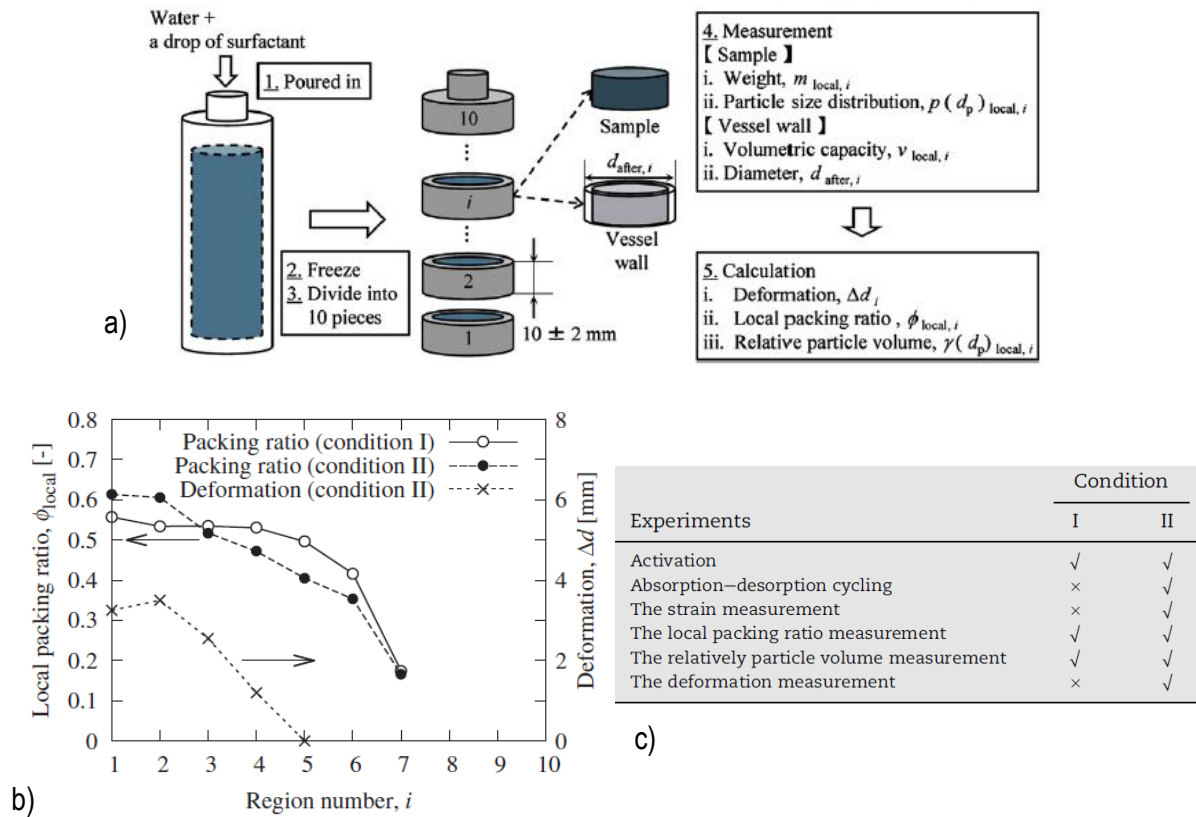 Water +
a drop of surfactant
1. Poured in
2. Freeze
3. Divide into
10 pieces
10
⋮
i
⋮
2
1
10 ± 2 mm
Sample
d after, i
Vessel
wall
4. Measurement
【 Sample 】
i. Weight, m local, i
ii. Particle size distribution, p ( d p ) local, i
【 Vessel wall 】
i. Volumetric capacity, v local, i
ii. Diameter, d after, i
5. Calculation
i. Deformation, Δd i
ii. Local packing ratio , ϕ local, i
iii. Relative particle volume, γ( d p ) local, i
a)
Local packing ratio, ϕ local [-]
0.8
0.7
0.6
0.5
0.4
0.3
0.2
0.1
0
Packing ratio (condition I)
Packing ratio (condition II)
Deformation (condition II)
8
6
4
2
0
Deformation, Δd [mm]
1 2 3 4 5 6 7 8 9 10
Region number, i
b)
Condition
Experiments I II
Activation √ √
Absorption–desorption cycling × √
The strain measurement × √
The local packing ratio measurement √ √
The relatively particle volume measurement √ √
The deformation measurement × √
c)